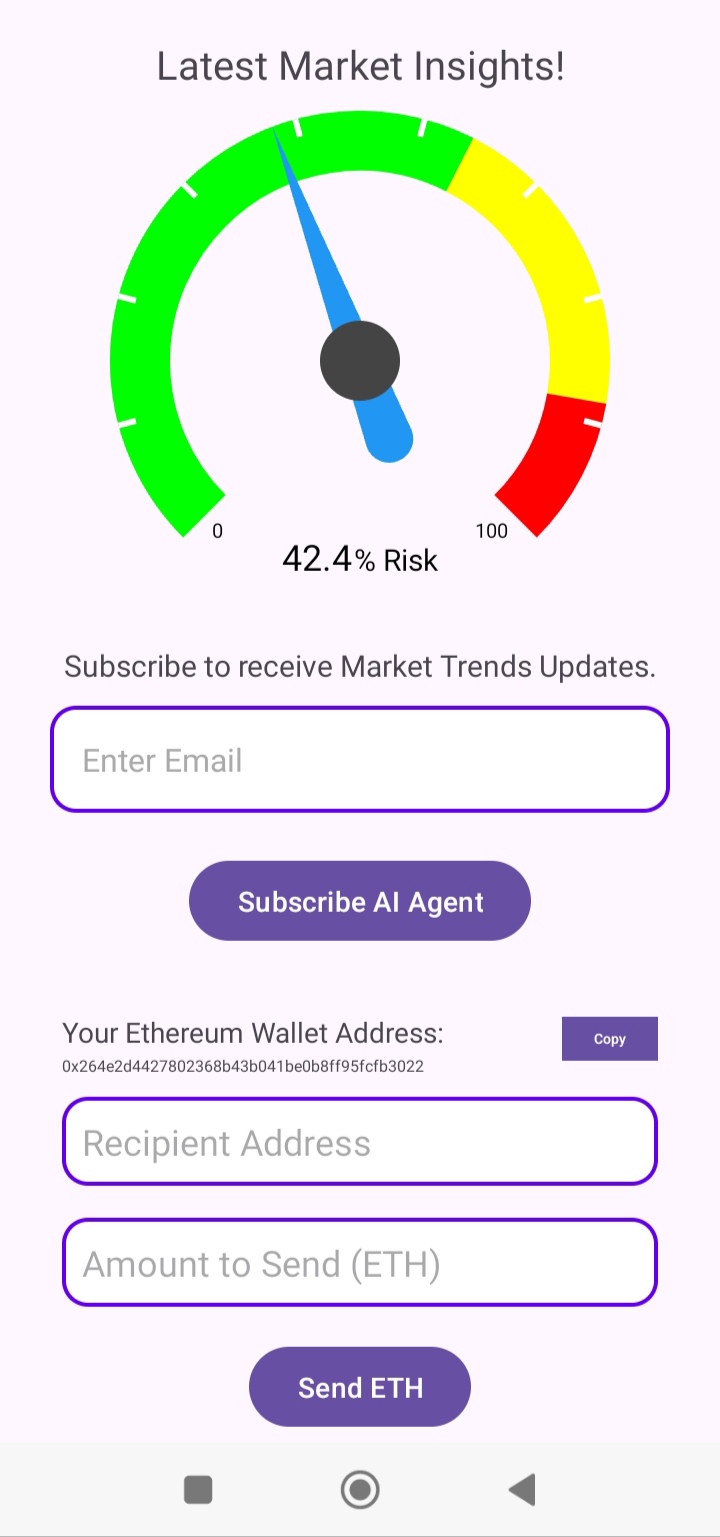 Latest Market Insights!
0
100
42.4% Risk
Subscribe to receive Market Trends Updates.
Enter Email
Subscribe AI Agent
Your Ethereum Wallet Address:
Copy
0x264e2d4427802368b43b041be0b8ff95fcfb3022
Recipient Address
Amount to Send (ETH)
Send ETH